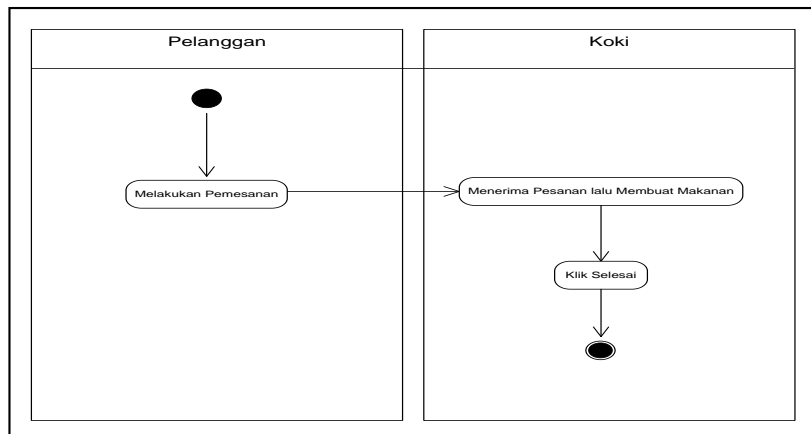 Pelanggan
Koki
Melakukan Pemesanan
Menerima Pesanan lalu Membuat Makanan
Klik Selesai